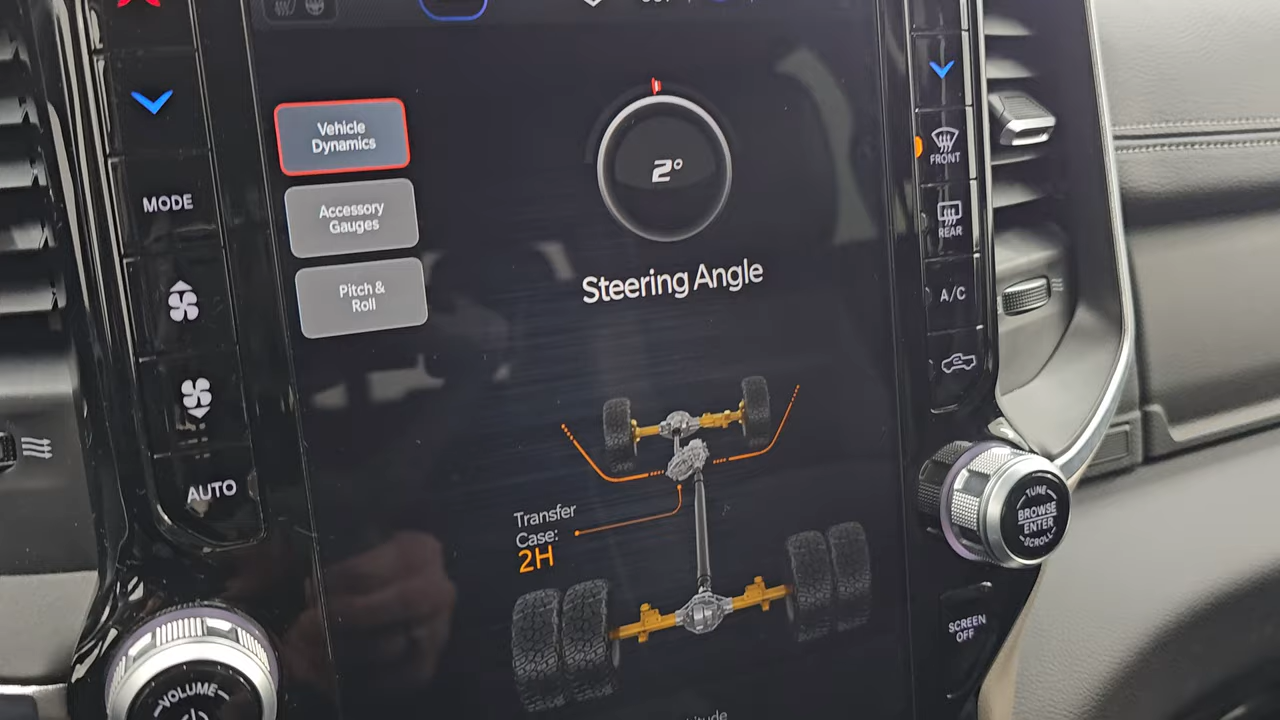 Vehicle
Dynamics
Accessory
Gauges
Pitch &
Roll
2°
Steering Angle
Transfer
Case:
2H
MODE
AUTO
VOLUME
FRONT
REAR
A/C
TUNE
BROWSE
ENTER
SCROLL
SCREEN
OFF